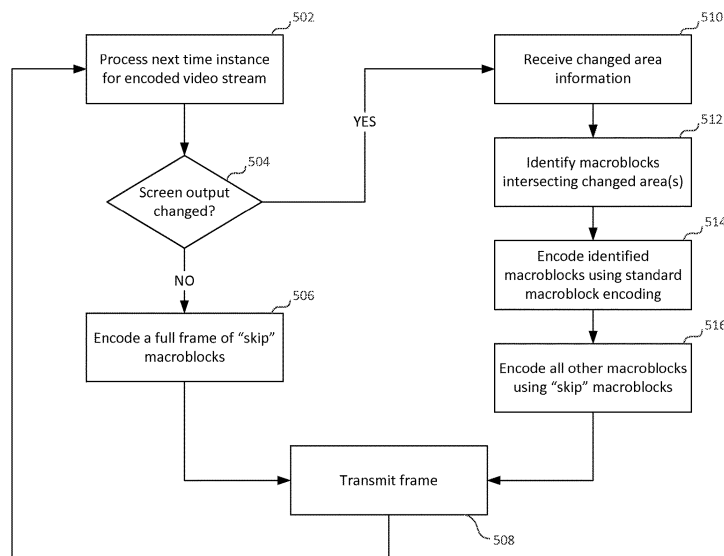 502
Process next time instance
for encoded video stream
504
Screen output
changed?
YES
NO
506
Encode a full frame of “skip”
macroblocks
510
Receive changed area
information
512
Identify macroblocks
intersecting changed area(s)
514
Encode identified
macroblocks using standard
macroblock encoding
516
Encode all other macroblocks
using “skip” macroblocks
Transmit frame
508